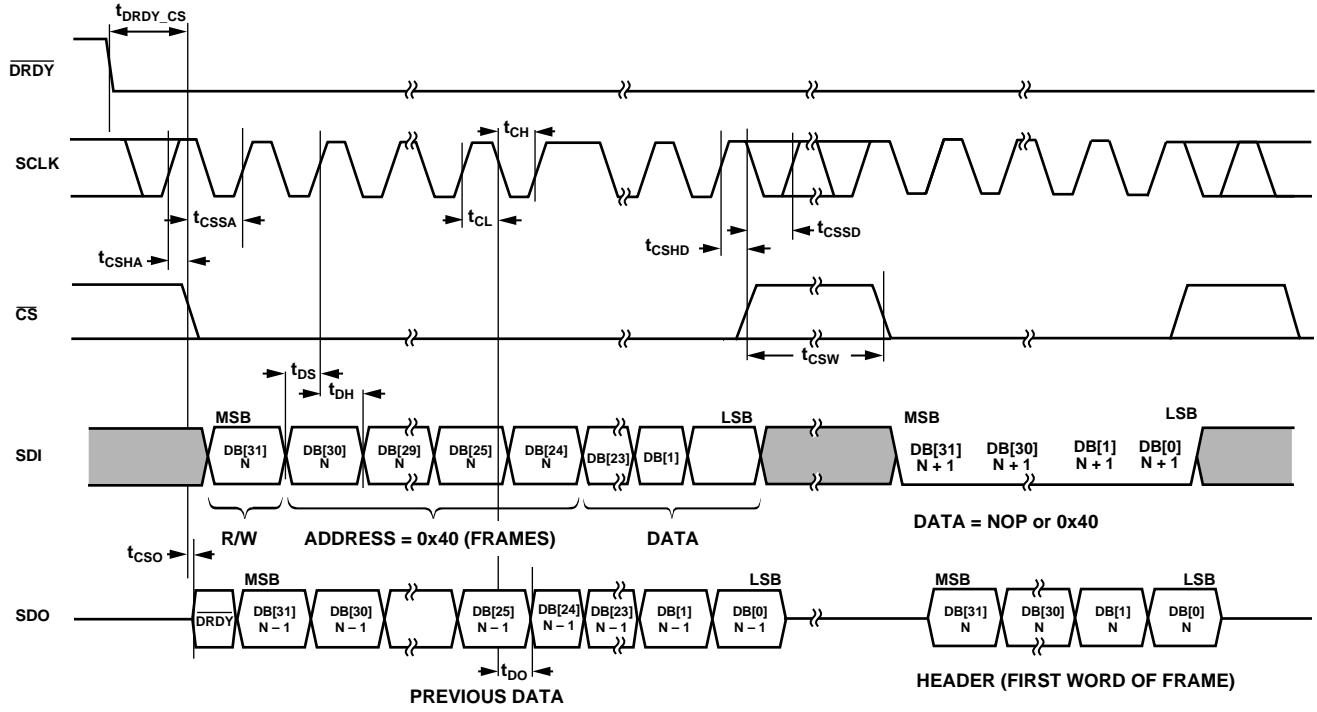 tDRDY_CS
DRDY
SCLK
tCH
tCSSA
tCL
tCSHD
tCSSD
tCSHA
CS
tCSW
tDS
tDH
MSB
LSB
MSB
LSB
SDI
DB[31] N
DB[30] N
DB[29] N
DB[25] N
DB[24] N
DB[23]
DB[1]
DB[31] N + 1
DB[30] N + 1
DB[1] N + 1
DB[0] N + 1
R/W
ADDRESS = 0x40 (FRAMES)
DATA
DATA = NOP or 0x40
tCSO
MSB
LSB
MSB
LSB
SDO
DRDY
DB[31] N – 1
DB[30] N – 1
DB[25] N – 1
DB[24] N – 1
DB[23] N – 1
DB[1] N – 1
DB[0] N – 1
DB[31] N
DB[30] N
DB[1] N
DB[0] N
tDO
PREVIOUS DATA
HEADER (FIRST WORD OF FRAME)